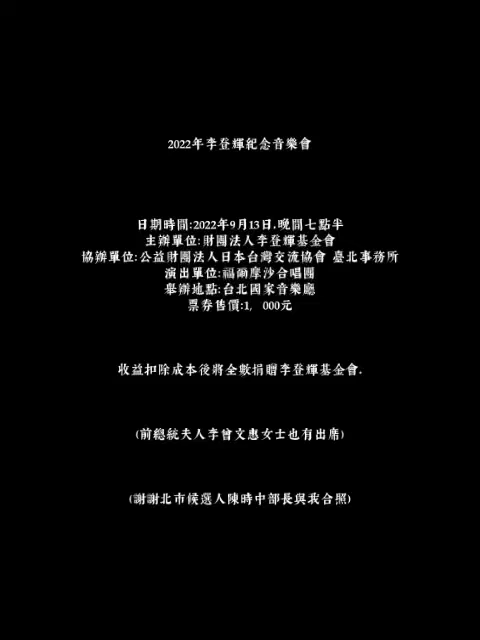 2022年李登輝紀念音樂會
日期時間:2022年9月13日,晚間七點半
主辦單位:財團法人李登輝基金會
協辦單位:公益財團法人日本台灣交流協會 臺北事務所
演出單位:福爾摩沙合唱團
舉辦地點:台北國家音樂廳
票券售價:1, 000元
收益扣除成本後將全數捐贈李登輝基金會.
(前總統夫人李曾文惠女士也有出席)
(謝謝北市候選人陳時中部長與我合照)